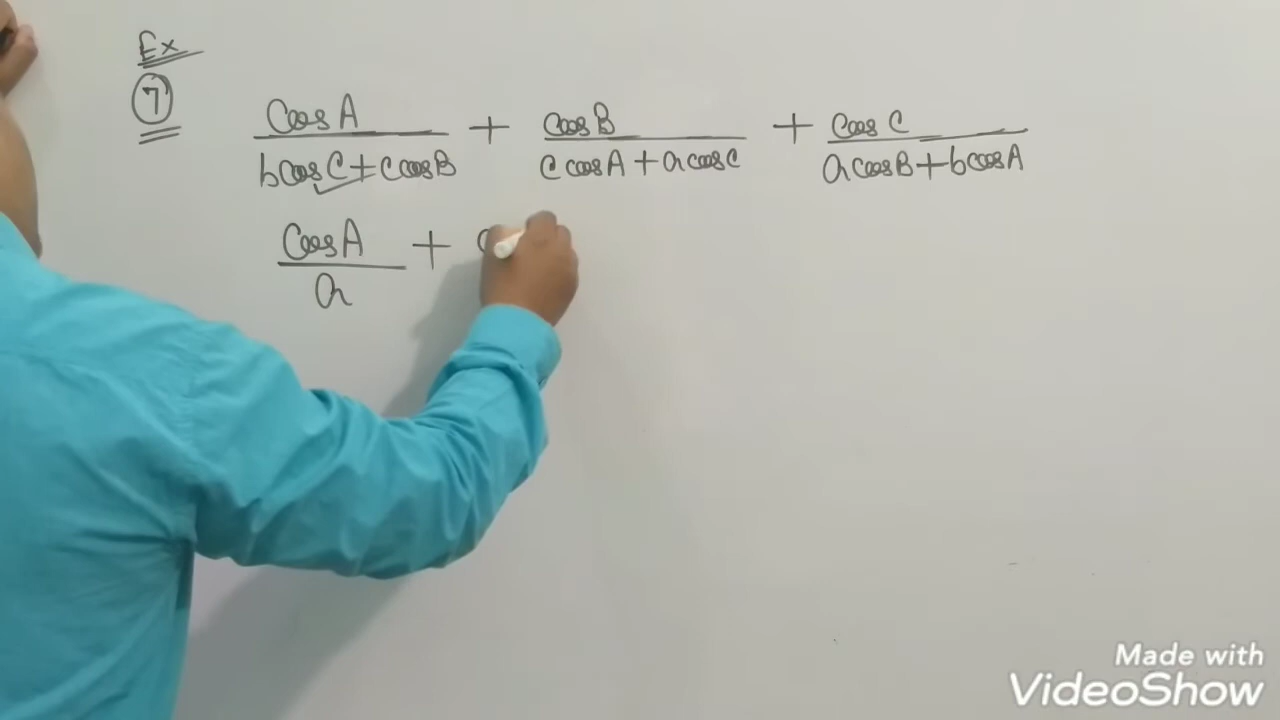 Ex
7
CosA/(bcosC+ccosB) + cosB/(ccosA+acosC) + cosC/(acosB+bcosA)
CosA/a +
Made with
VideoShow